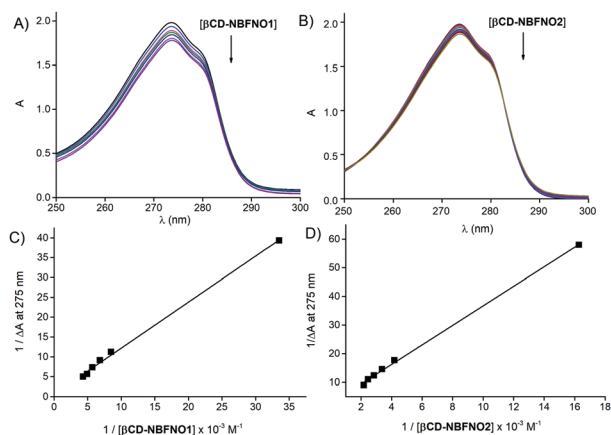 A)
[βCD-NBFNO1]
2.0
1.5
1.0
0.5
0.0
A
250 260 270 280 290 300
λ (nm)
B)
[βCD-NBFNO2]
2.0
1.5
1.0
0.5
0.0
A
250 260 270 280 290 300
λ (nm)
C)
40
35
30
25
20
15
10
5
0
1 / ΔA at 275 nm
0 5 10 15 20 25 30 35
1 / [βCD-NBFNO1] x 10⁻³ M⁻¹
D)
60
50
40
30
20
10
1/ΔA at 275 nm
2 4 6 8 10 12 14 16 18
1 / [βCD-NBFNO2] x 10⁻³ M⁻¹